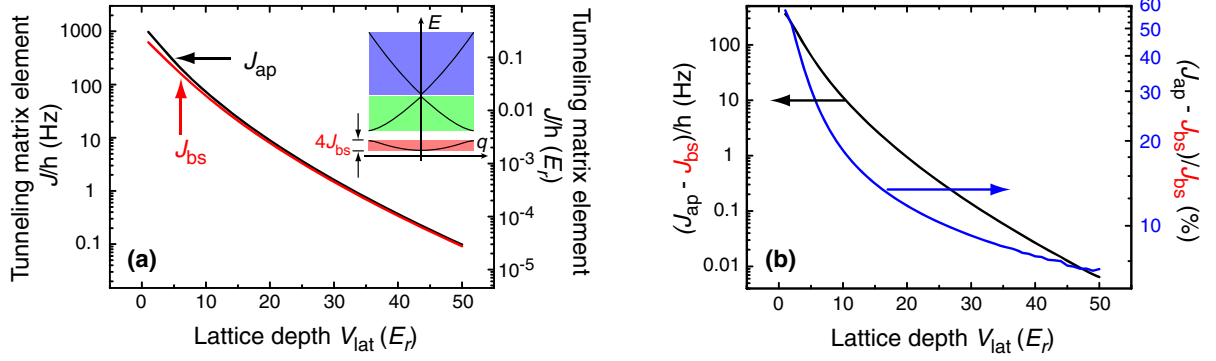 Tunneling matrix element
J/h (Hz)
1000
100
10
1
0.1
J_ap
J_bs
E
4J_bs
q
(a)
0.1
0.01
10⁻³
10⁻⁴
10⁻⁵
Tunneling matrix element
J/h (E_r)
0 10 20 30 40 50
Lattice depth V_lat (E_r)
(J_ap - J_bs)/h (Hz)
100
10
1
0.1
0.01
(b)
60
50
40
30
20
10
(J_ap - J_bs)/J_bs (%)
0 10 20 30 40 50
Lattice depth V_lat (E_r)